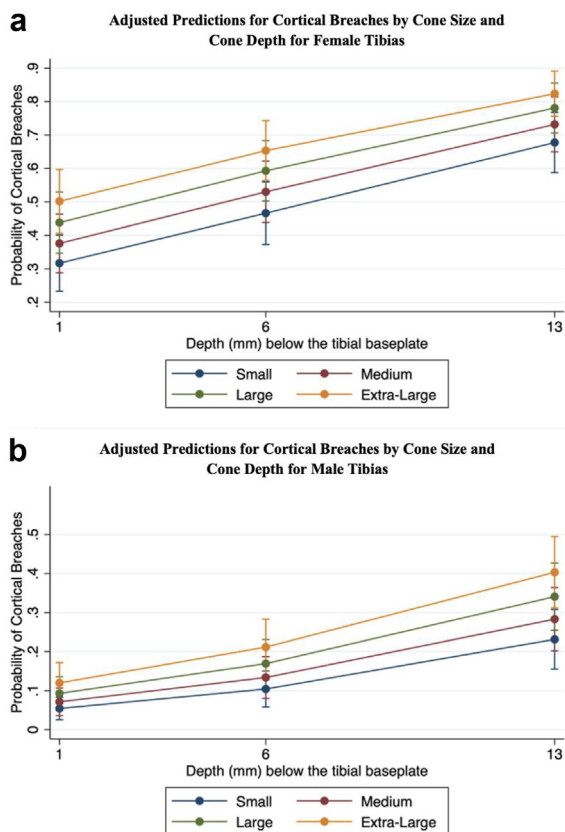 a
Adjusted Predictions for Cortical Breaches by Cone Size and
Cone Depth for Female Tibias
Probability of Cortical Breaches
.9
.8
.7
.6
.5
.4
.3
.2
1 6 13
Depth (mm) below the tibial baseplate
Small Medium
Large Extra-Large
b
Adjusted Predictions for Cortical Breaches by Cone Size and
Cone Depth for Male Tibias
Probability of Cortical Breaches
.5
.4
.3
.2
.1
0
1 6 13
Depth (mm) below the tibial baseplate
Small Medium
Large Extra-Large